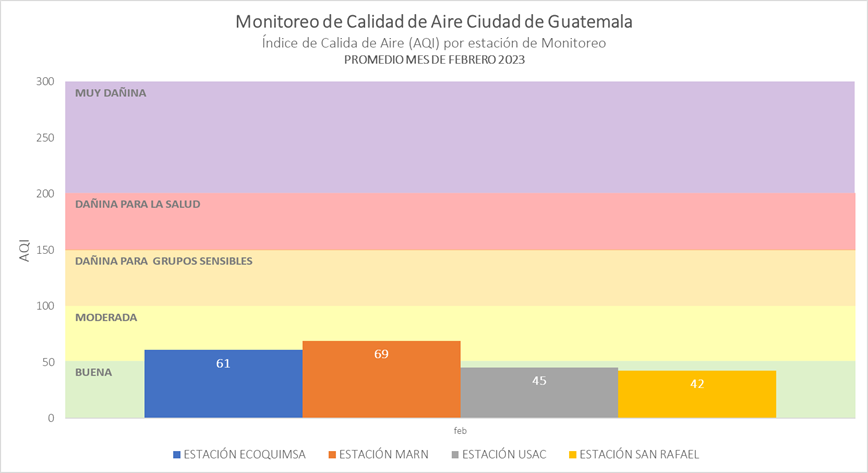 Monitoreo de Calidad de Aire Ciudad de Guatemala
Índice de Calida de Aire (AQI) por estación de Monitoreo
PROMEDIO MES DE FEBRERO 2023
300
MUY DAÑINA
250
200
DAÑINA PARA LA SALUD
150
DAÑINA PARA GRUPOS SENSIBLES
100
MODERADA
50
BUENA
0
AQI
61
69
45
42
feb
ESTACIÓN ECOQUIMSA ESTACIÓN MARN ESTACIÓN USAC ESTACIÓN SAN RAFAEL